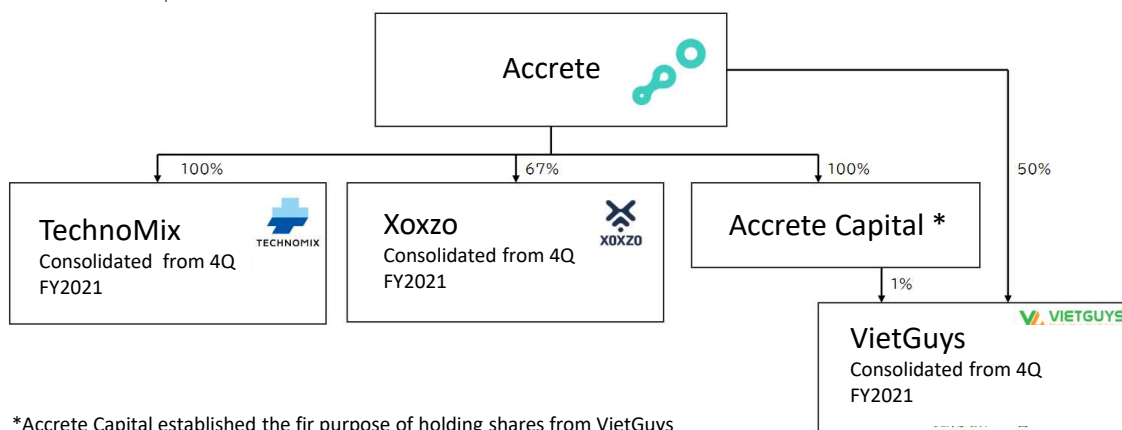 Accrete
100%
67%
100%
50%
TechnoMix
Consolidated from 4Q
FY2021
TECHNOMIX
Xoxzo
Consolidated from 4Q
FY2021
XOXZO
Accrete Capital *
1%
VietGuys
Consolidated from 4Q
FY2021
VIETGUYS
*Accrete Capital established the fir purpose of holding shares from VietGuys